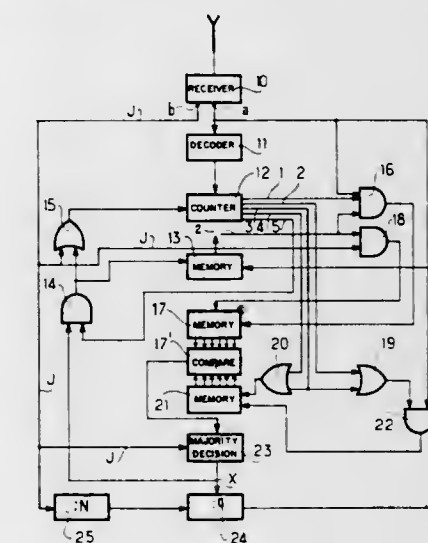 RECEIVER
10
J
b
a
DECODER
11
12
16
COUNTER
1
2
3
4
5
15
18
J
2
13
MEMORY
14
17
MEMORY
17'
COMPARE
20
19
21
MEMORY
22
J
J
MAJORITY DECISION
23
X
:N
25
24